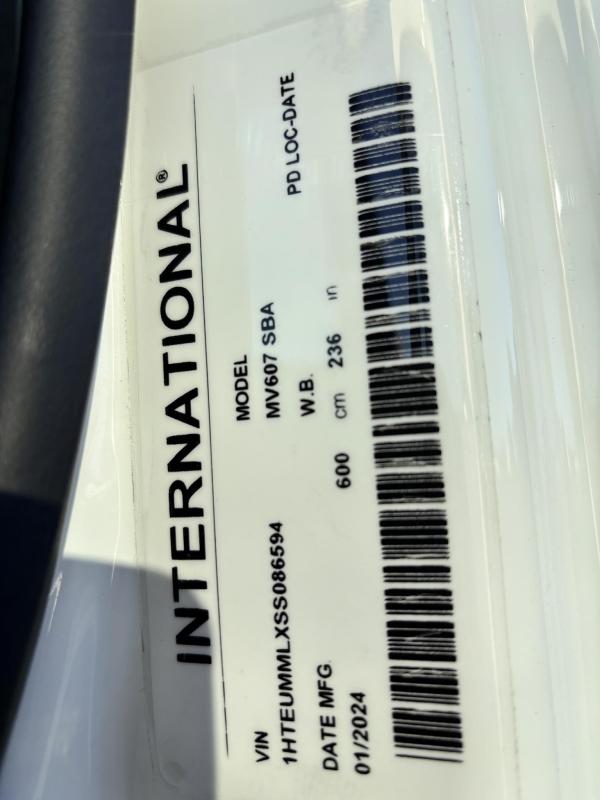 INTERNATIONAL®
VIN
1HTEUMMLXSS086594
MODEL
MV607 SBA
PD LOC-DATE
DATE MFG.
01/2024
W.B.
600 cm 236 in